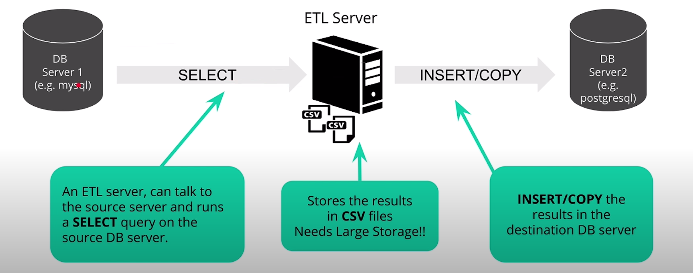 ETL Server
DB
Server 1
(e.g. mysql)
SELECT
CSV
CSV
INSERT/COPY
DB
Server2
(e.g.
postgresql)
An ETL server, can talk to
the source server and runs
a SELECT query on the
source DB server.
Stores the results
in CSV files
Needs Large Storage!!
INSERT/COPY the
results in the
destination DB server